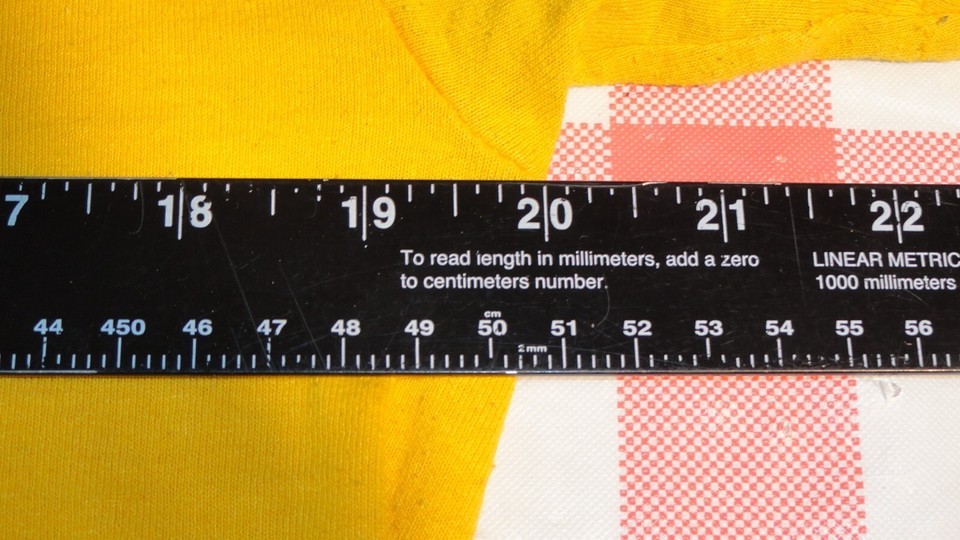 7 18 19 20 21 22
To read length in millimeters, add a zero
to centimeters number.
LINEAR METRIC
1000 millimeters
cm
44 450 46 47 48 49 50 51 52 53 54 55 56
2mm